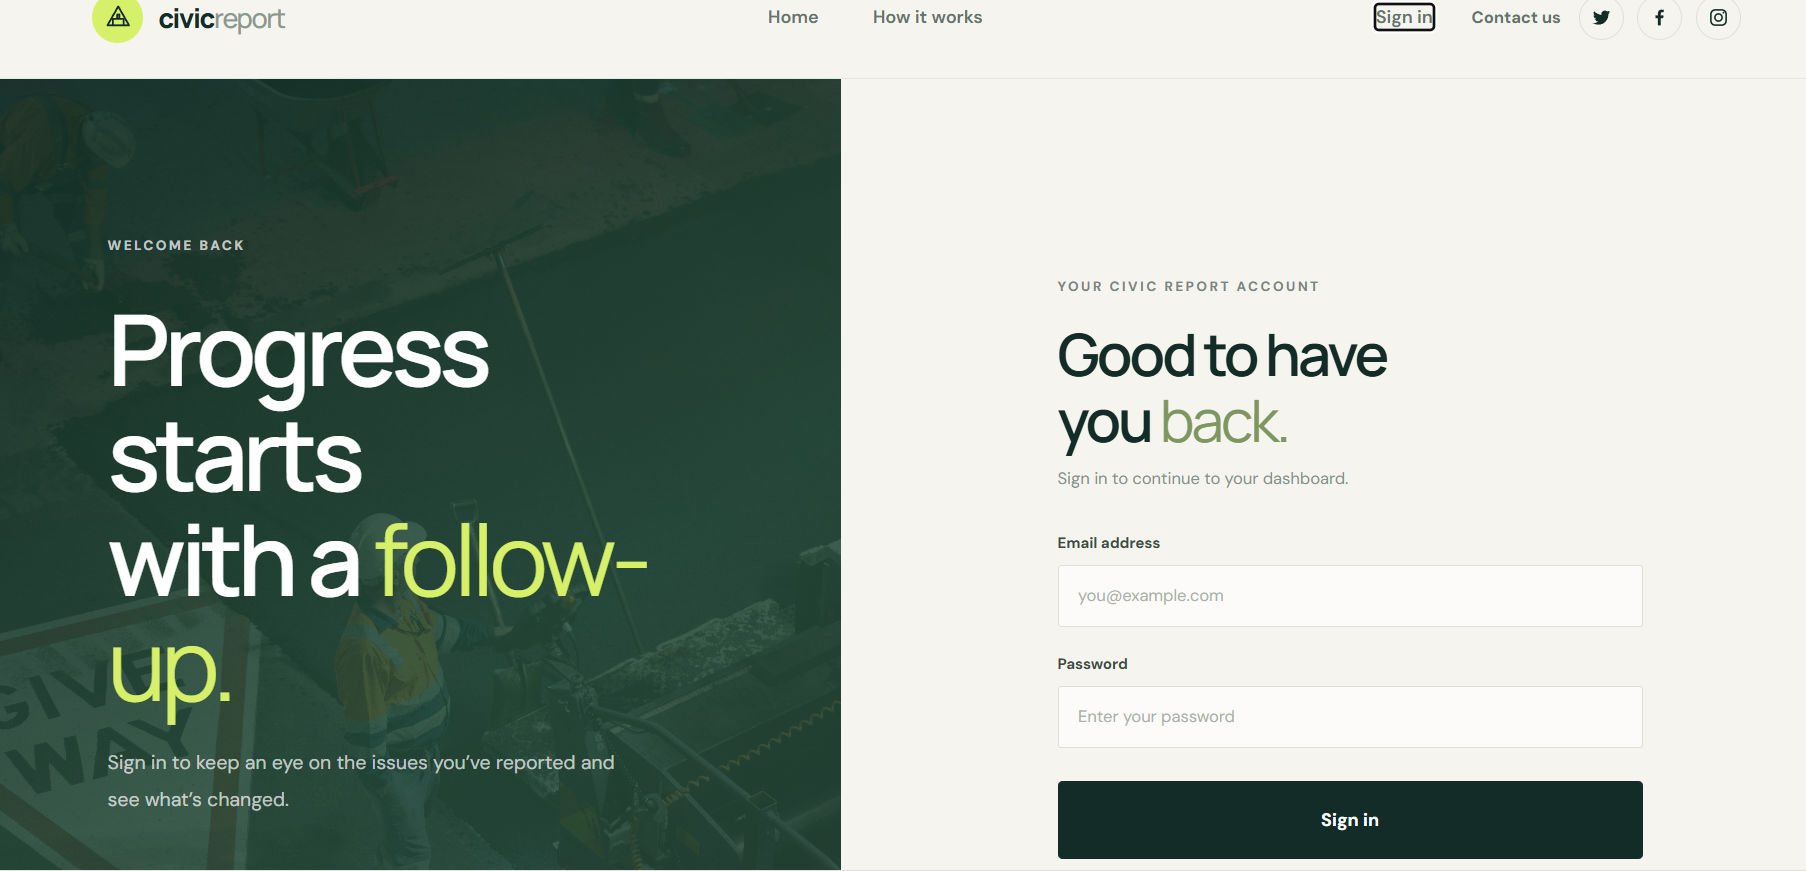 civicreport
Home
How it works
Sign in
Contact us
WELCOME BACK
Progress
starts
with a follow-
up.
Sign in to keep an eye on the issues you’ve reported and
see what’s changed.
GIVE
WAY
YOUR CIVIC REPORT ACCOUNT
Good to have
you back.
Sign in to continue to your dashboard.
Email address
you@example.com
Password
Enter your password
Sign in